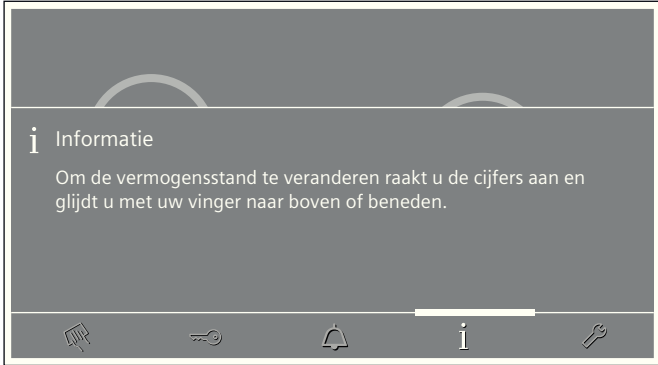 i Informatie
Om de vermogensstand te veranderen raakt u de cijfers aan en
glijdt u met uw vinger naar boven of beneden.
i